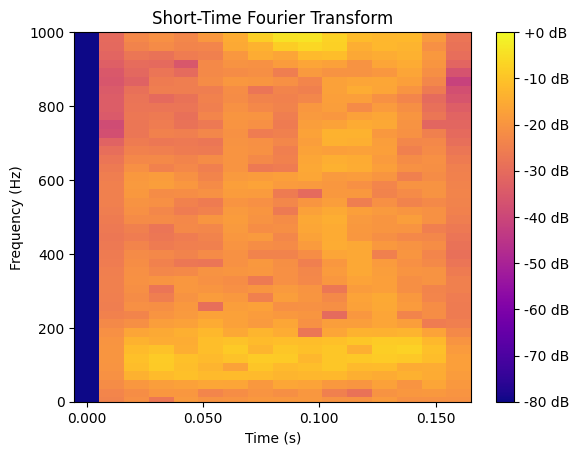 Short-Time Fourier Transform
Frequency (Hz)
1000
800
600
400
200
0
0.000
0.050
0.100
0.150
Time (s)
+0 dB
-10 dB
-20 dB
-30 dB
-40 dB
-50 dB
-60 dB
-70 dB
-80 dB